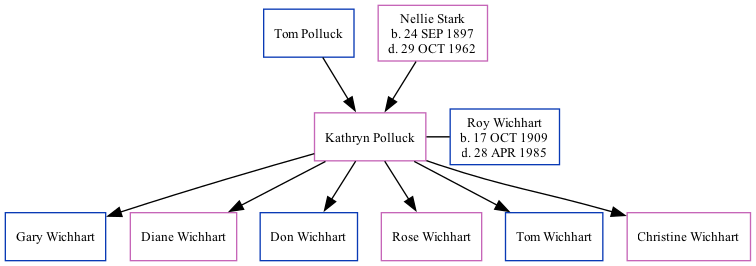 Tom Polluck
Nellie Stark
b. 24 SEP 1897
d. 29 OCT 1962
Kathryn Polluck
Roy Wichhart
b. 17 OCT 1909
d. 28 APR 1985
Gary Wichhart
Diane Wichhart
Don Wichhart
Rose Wichhart
Tom Wichhart
Christine Wichhart